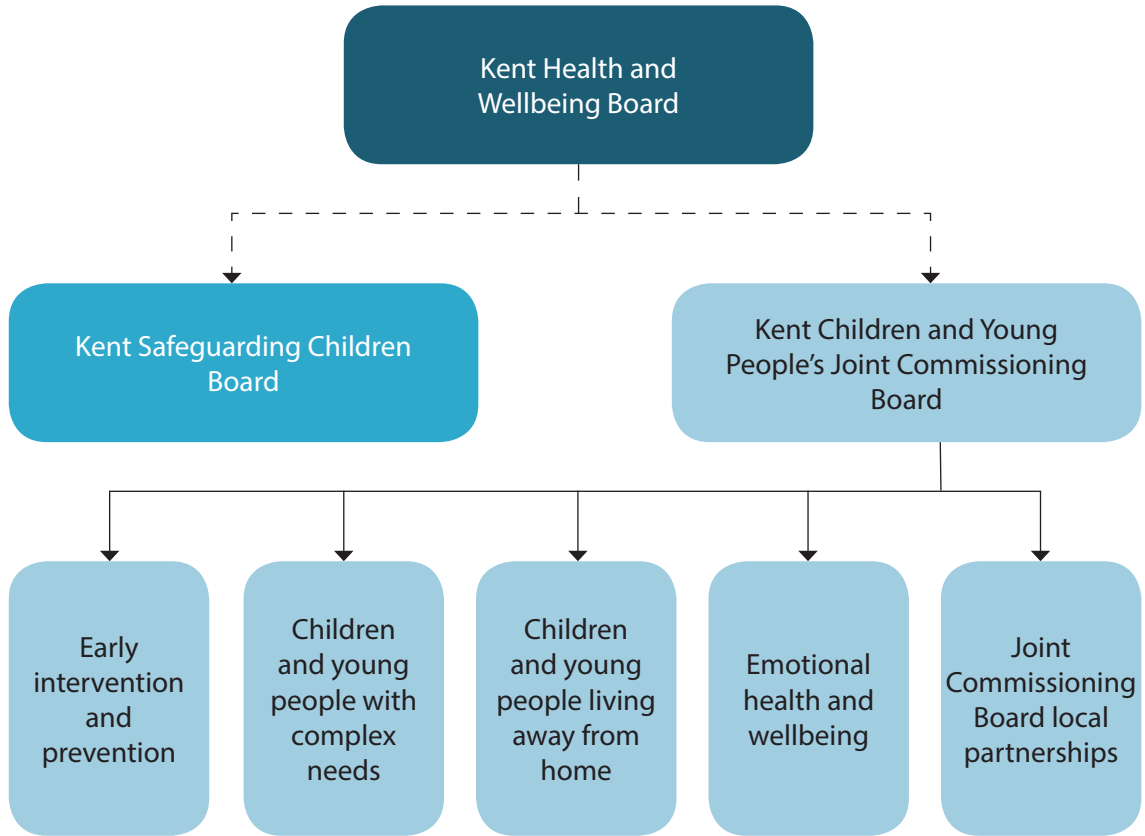 Kent Health and
Wellbeing Board
Kent Safeguarding Children
Board
Kent Children and Young
People’s Joint Commissioning
Board
Early
intervention
and
prevention
Children
and young
people with
complex
needs
Children
and young
people living
away from
home
Emotional
health and
wellbeing
Joint
Commissioning
Board local
partnerships